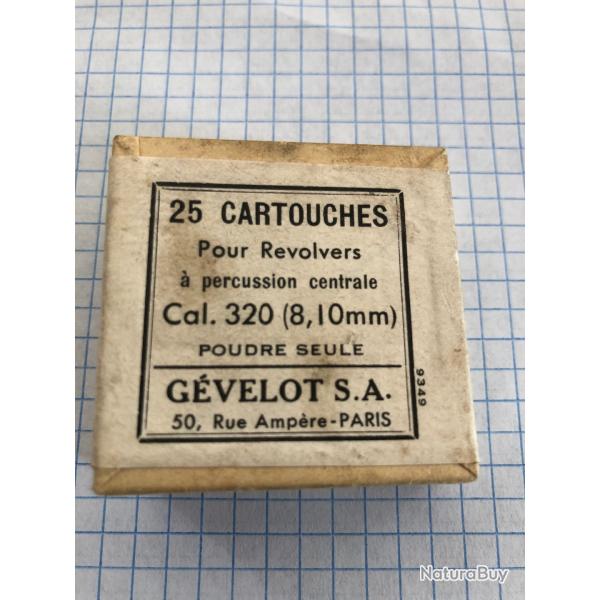 25 CARTOUCHES
Pour Revolvers
à percussion centrale
Cal. 320 (8,10mm)
POUDRE SEULE
GÉVELOT S.A.
50, Rue Ampère-PARIS
9349
NaturaBuy